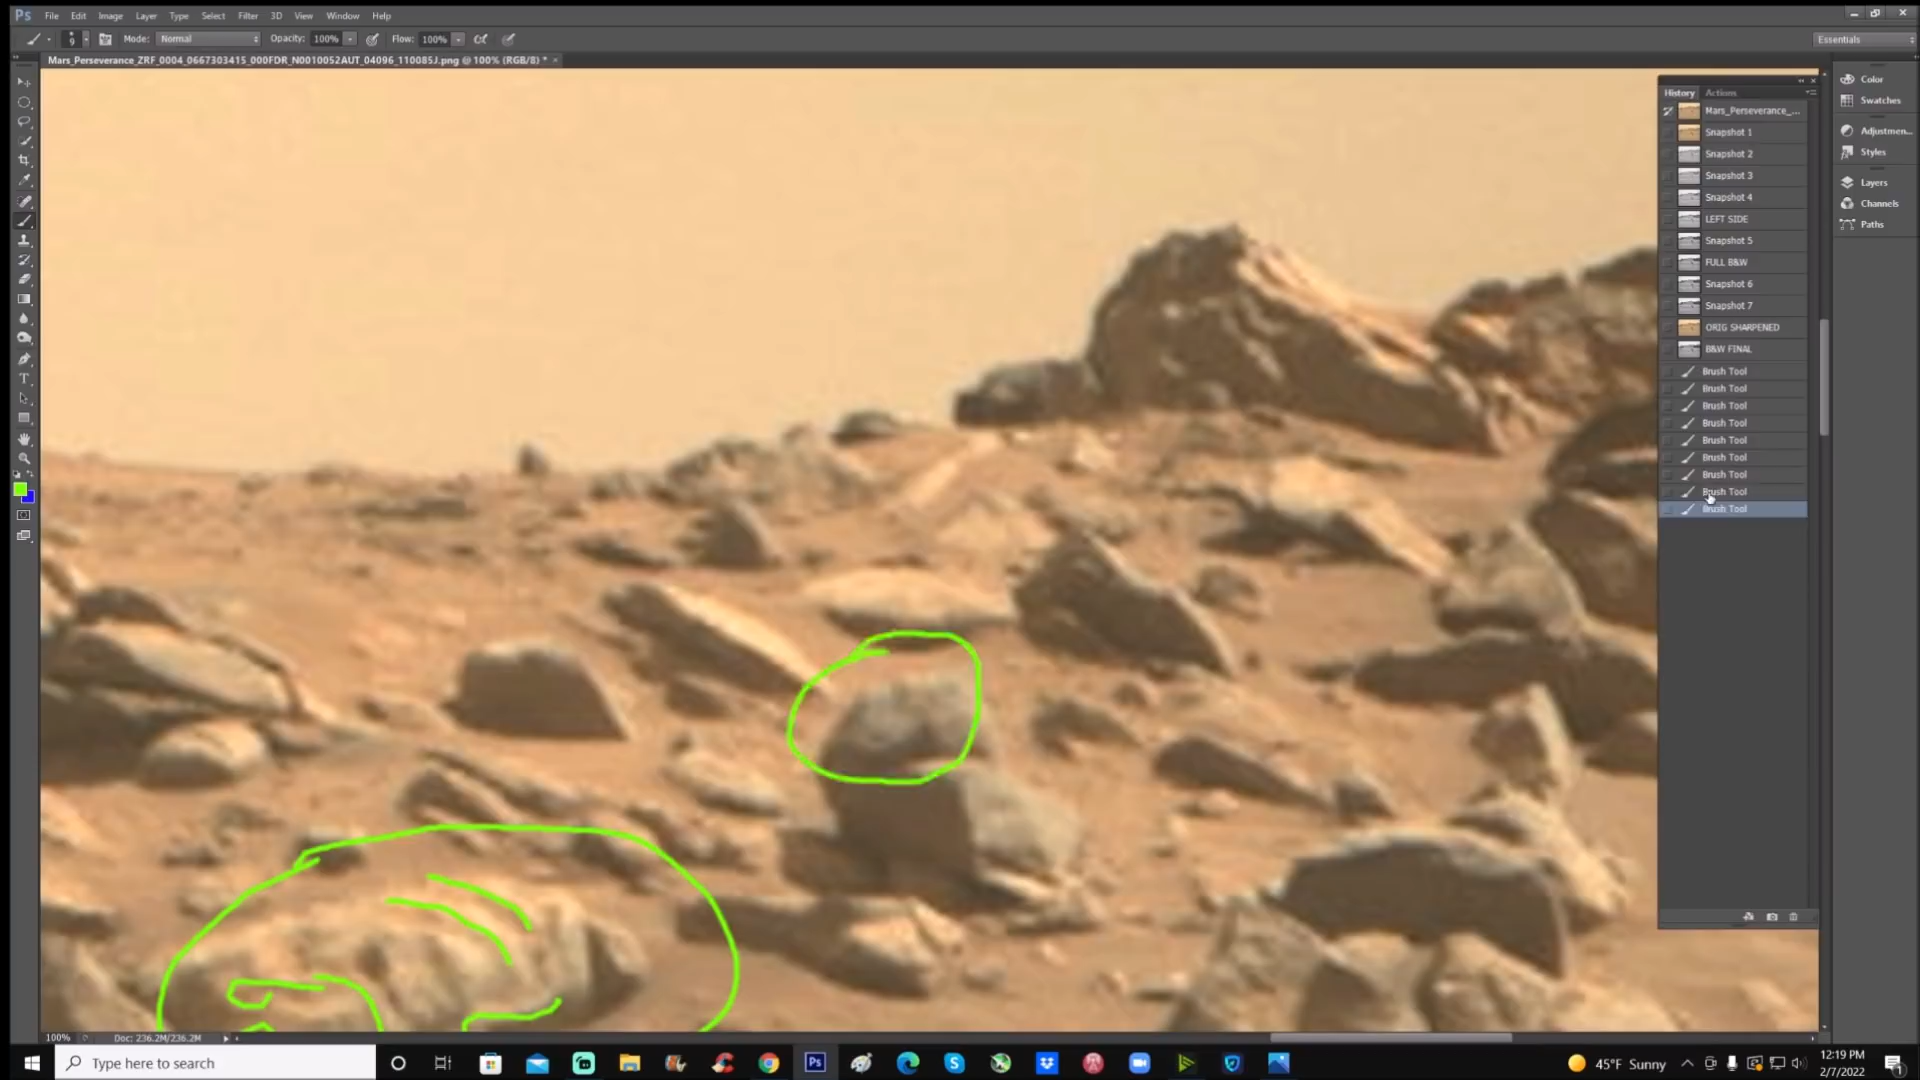 Ps File Edit Image Layer Type Select Filter 3D View Window Help
9 Mode: Normal Opacity: 100% Flow: 100% Essentials
Mars_Perseverance_ZRF_0004_0667303415_000FDR_N0010052AUT_04096_110085J.png @ 100% (RGB/8) * ×
History Actions
Mars_Perseverance_...
Snapshot 1
Snapshot 2
Snapshot 3
Snapshot 4
LEFT SIDE
Snapshot 5
FULL B&W
Snapshot 6
Snapshot 7
ORIG SHARPENED
B&W FINAL
Brush Tool
Brush Tool
Brush Tool
Brush Tool
Brush Tool
Brush Tool
Brush Tool
Brush Tool
Brush Tool
Color
Swatches
Adjustmen...
Styles
Layers
Channels
Paths
100% Doc: 236.2M/236.2M
Type here to search
Ps
45°F Sunny
12:19 PM
2/7/2022
1